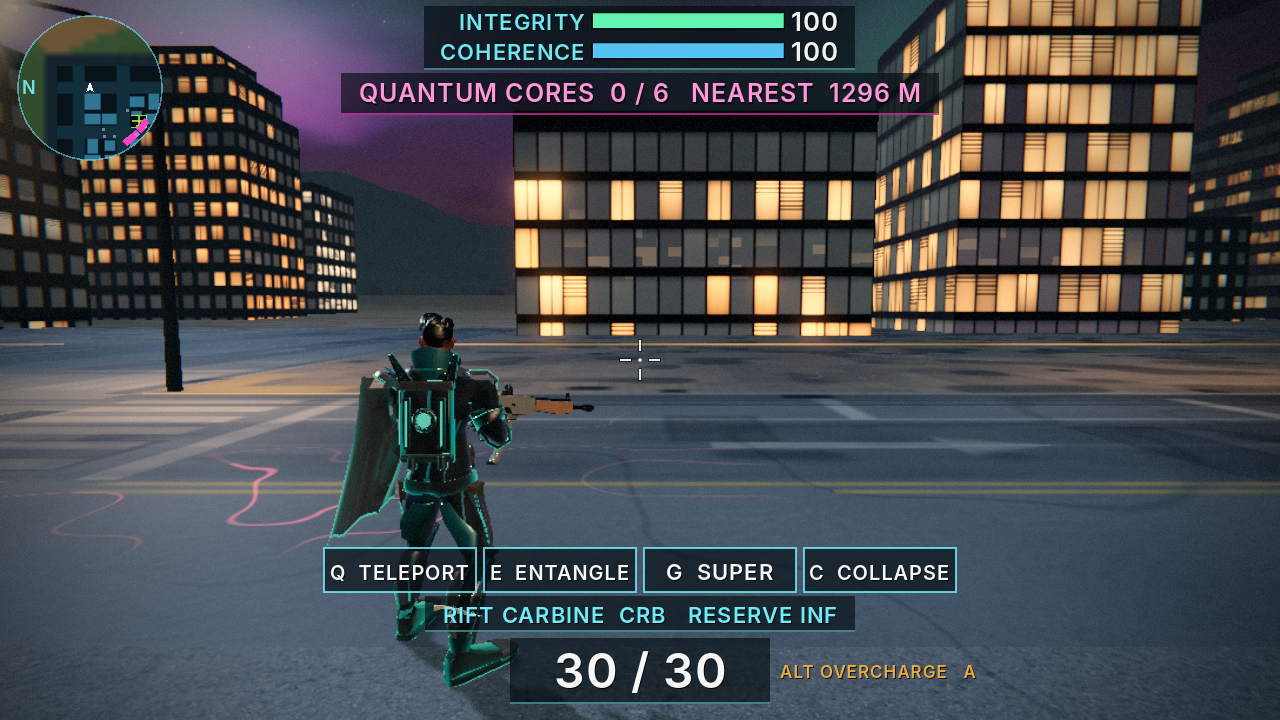 INTEGRITY 100
COHERENCE 100
QUANTUM CORES 0 / 6 NEAREST 1296 M
N
Q TELEPORT
E ENTANGLE
G SUPER
C COLLAPSE
RIFT CARBINE CRB RESERVE INF
30 / 30
ALT OVERCHARGE A